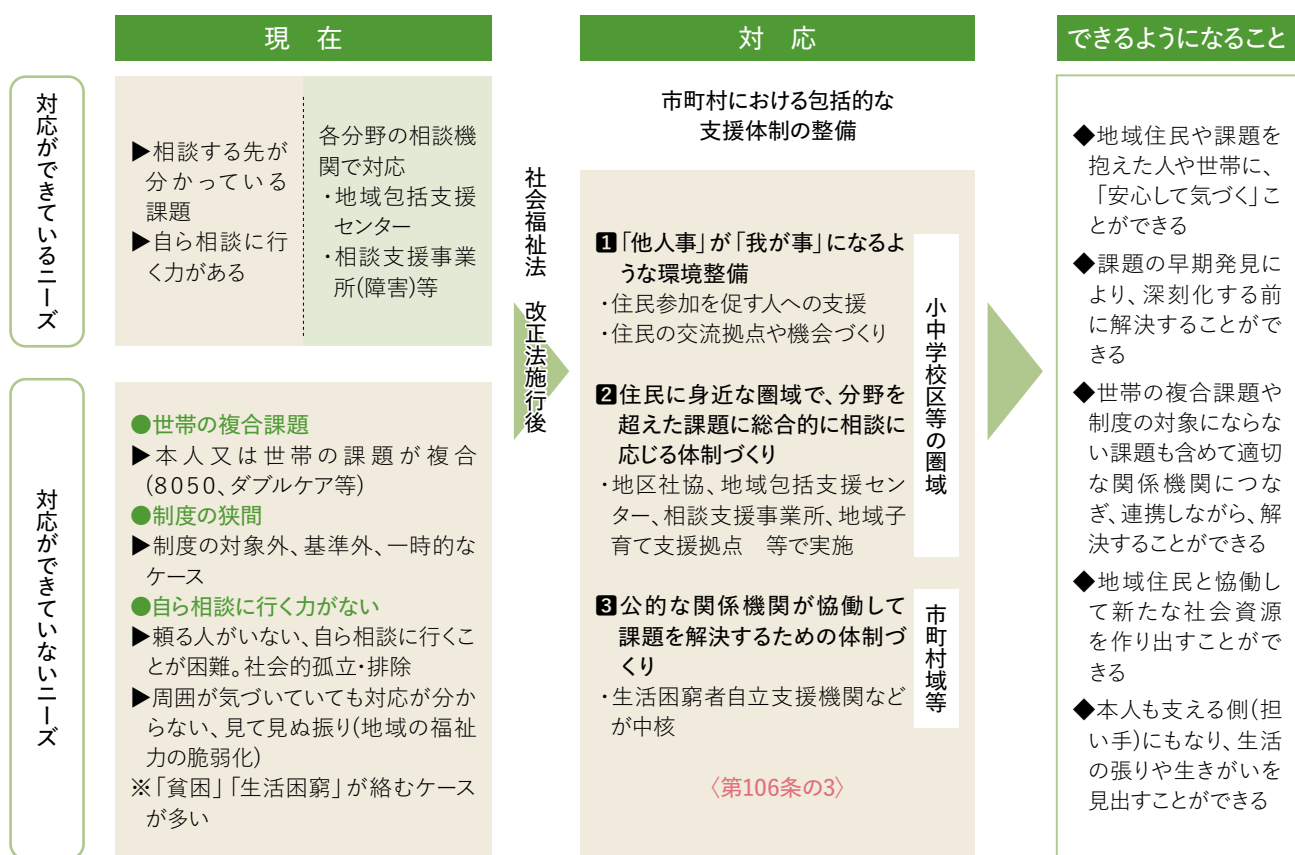 現 在
対 応
できるようになること
対応ができているニーズ
▶相談する先が
分かっている
課題
▶自ら相談に行
く力がある
各分野の相談機
関で対応
・地域包括支援
センター
・相談支援事業
所(障害)等
対応ができていないニーズ
●世帯の複合課題
▶本人又は世帯の課題が複合
(8050、ダブルケア等)
●制度の狭間
▶制度の対象外、基準外、一時的な
ケース
●自ら相談に行く力がない
▶頼る人がいない、自ら相談に行くこ
とが困難。社会的孤立・排除
▶周囲が気づいていても対応が分か
らない、見て見ぬ振り(地域の福祉
力の脆弱化)
※「貧困」「生活困窮」が絡むケース
が多い
社会福祉法 改正法施行後
市町村における包括的な
支援体制の整備
1「他人事」が「我が事」になるよ
うな環境整備
・住民参加を促す人への支援
・住民の交流拠点や機会づくり
2住民に身近な圏域で、分野を
超えた課題に総合的に相談に
応じる体制づくり
・地区社協、地域包括支援セン
ター、相談支援事業所、地域子
育て支援拠点 等で実施
小中学校区等の圏域
3公的な関係機関が協働して
課題を解決するための体制づ
くり
・生活困窮者自立支援機関など
が中核
市町村域等
〈第106条の3〉
◆地域住民や課題を
抱えた人や世帯に、
「安心して気づく」こ
とができる
◆課題の早期発見に
より、深刻化する前
に解決することがで
きる
◆世帯の複合課題や
制度の対象にならな
い課題も含めて適切
な関係機関につな
ぎ、連携しながら、解
決することができる
◆地域住民と恊働し
て新たな社会資源
を作り出すことがで
きる
◆本人も支える側(担
い手)にもなり、生活
の張りや生きがいを
見出すことができる